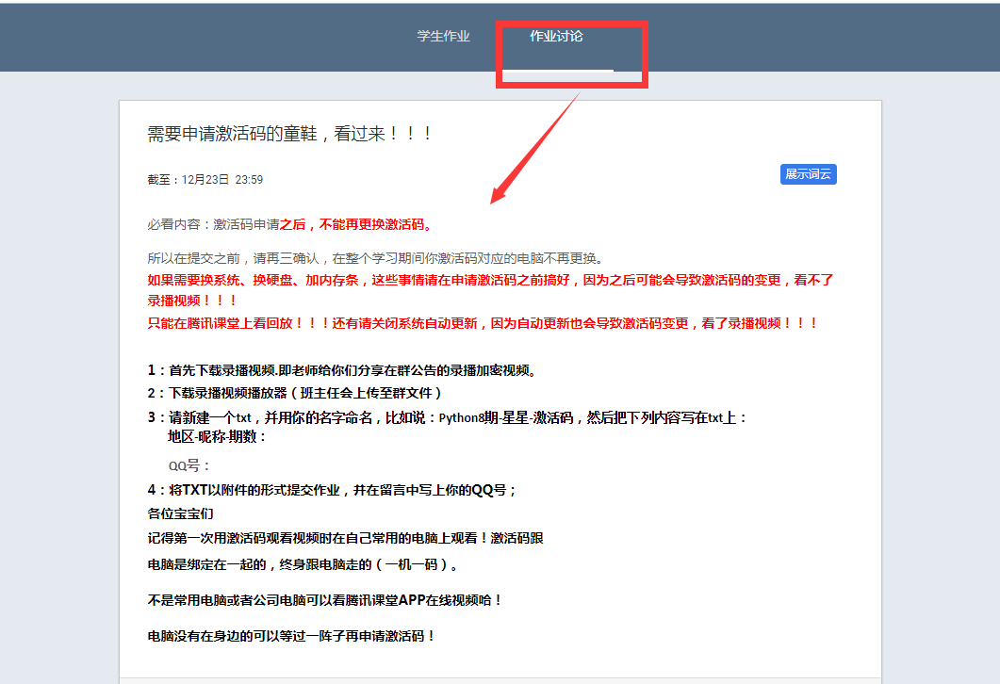 学生作业 作业讨论
需要申请激活码的童鞋，看过来！！！
截至：12月23日 23:59
展示词云
必看内容：激活码申请之后，不能再更换激活码。
所以在提交之前，请再三确认，在整个学习期间你激活码对应的电脑不再更换。
如果需要换系统、换硬盘、加内存条，这些事情请在申请激活码之前搞好，因为之后可能会导致激活码的变更，看不了
录播视频！！！
只能在腾讯课堂上看回放！！！还有请关闭系统自动更新，因为自动更新也会导致激活码变更，看了录播视频！！！
1：首先下载录播视频.即老师给你们分享在群公告的录播加密视频。
2：下载录播视频播放器（班主任会上传至群文件）
3：请新建一个txt，并用你的名字命名，比如说：Python8期-星星-激活码，然后把下列内容写在txt上：
地区-昵称-期数：
QQ号：
4：将TXT以附件的形式提交作业，并在留言中写上你的QQ号；
各位宝宝们
记得第一次用激活码观看视频时在自己常用的电脑上观看！激活码跟
电脑是绑定在一起的，终身跟电脑走的（一机一码）。
不是常用电脑或者公司电脑可以看腾讯课堂APP在线视频哈！
电脑没有在身边的可以等过一阵子再申请激活码！